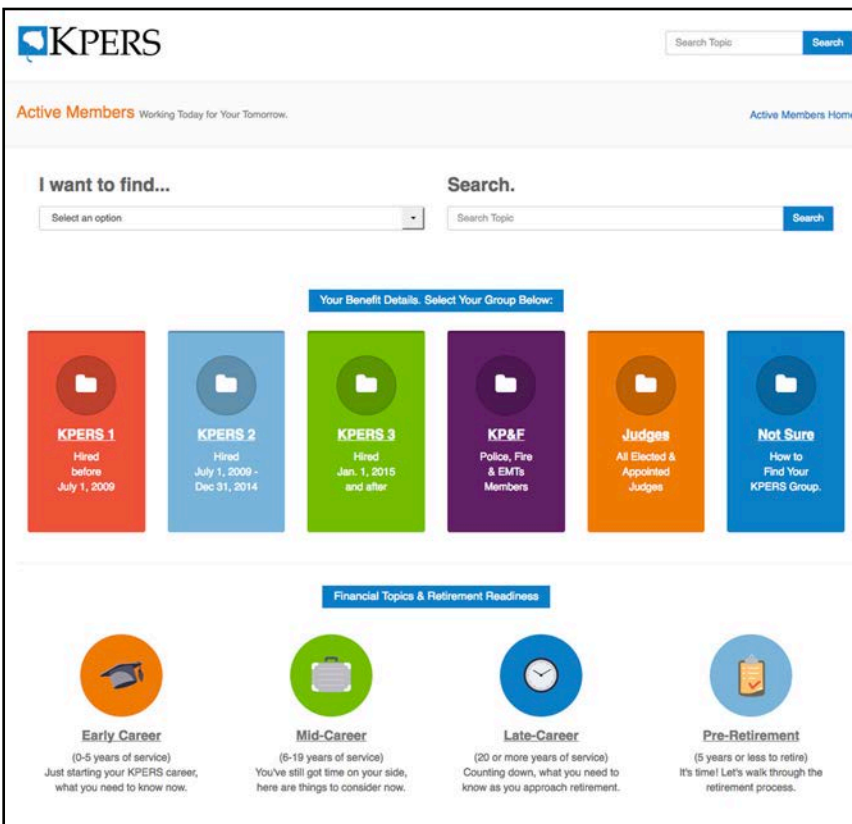 KPERS
Search Topic
Search
Active Members Working Today for Your Tomorrow.
Active Members Home
I want to find...
Search.
Select an option
Search Topic
Search
Your Benefit Details. Select Your Group Below:
KPERS 1
Hired
before
July 1, 2009
KPERS 2
Hired
July 1, 2009 -
Dec 31, 2014
KPERS 3
Hired
Jan. 1, 2015
and after
KP&F
Police, Fire
& EMTs
Members
Judges
All Elected &
Appointed
Judges
Not Sure
How to
Find Your
KPERS Group.
Financial Topics & Retirement Readiness
Early Career
(0-5 years of service)
Just starting your KPERS career,
what you need to know now.
Mid-Career
(6-19 years of service)
You've still got time on your side,
here are things to consider now.
Late-Career
(20 or more years of service)
Counting down, what you need to
know as you approach retirement.
Pre-Retirement
(5 years or less to retire)
It's time! Let's walk through the
retirement process.